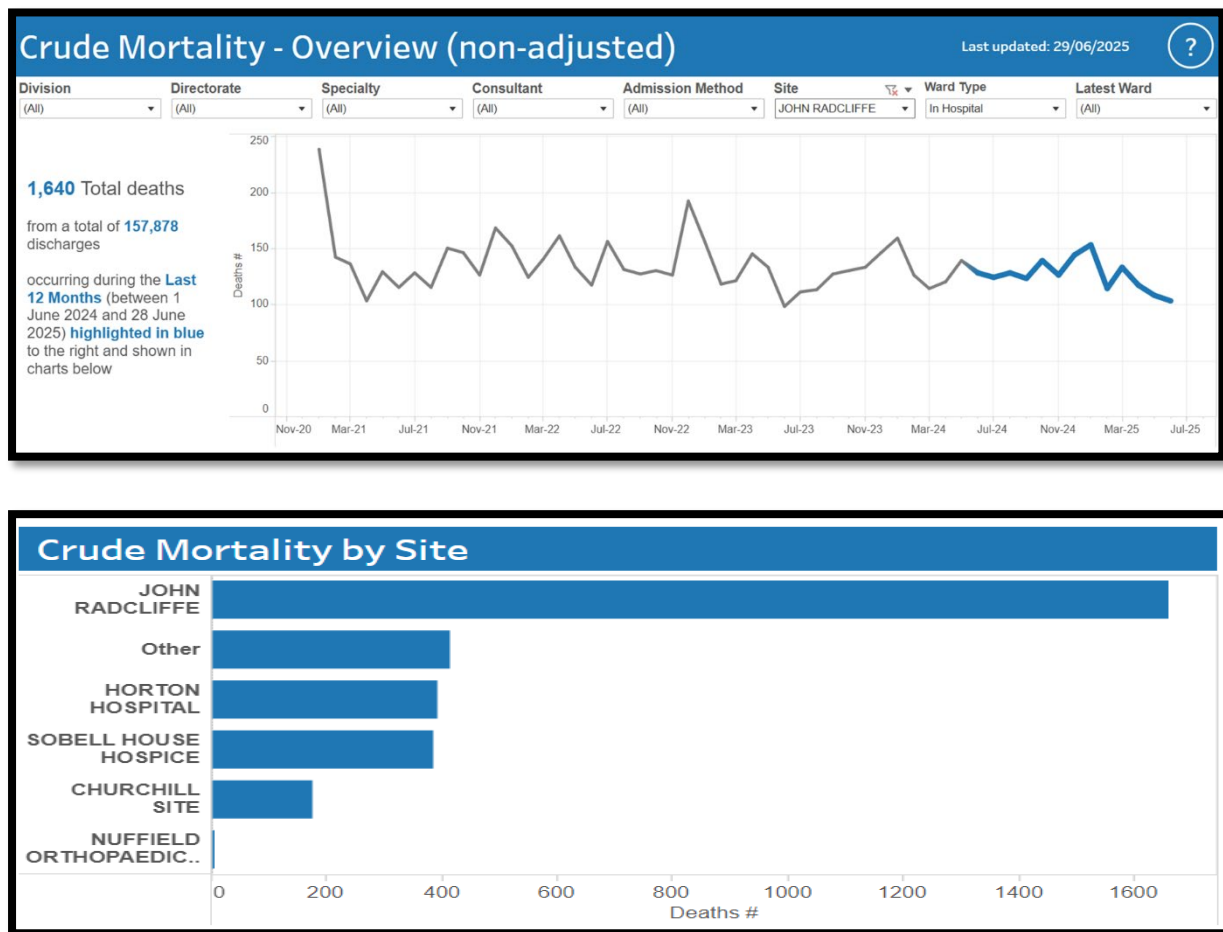 Crude Mortality - Overview (non-adjusted)
Last updated: 29/06/2025
?
Division
Directorate
Specialty
Consultant
Admission Method
Site
Ward Type
Latest Ward
(All)
(All)
(All)
(All)
(All)
JOHN RADCLIFFE
In Hospital
(All)
1,640 Total deaths
from a total of 157,878
discharges
occurring during the Last
12 Months (between 1
June 2024 and 28 June
2025) highlighted in blue
to the right and shown in
charts below
Deaths #
250
200
150
100
50
0
Nov-20 Mar-21 Jul-21 Nov-21 Mar-22 Jul-22 Nov-22 Mar-23 Jul-23 Nov-23 Mar-24 Jul-24 Nov-24 Mar-25 Jul-25
Crude Mortality by Site
JOHN
RADCLIFFE
Other
HORTON
HOSPITAL
SOBELL HOUSE
HOSPICE
CHURCHILL
SITE
NUFFIELD
ORTHOPAEDIC..
0 200 400 600 800 1000 1200 1400 1600
Deaths #